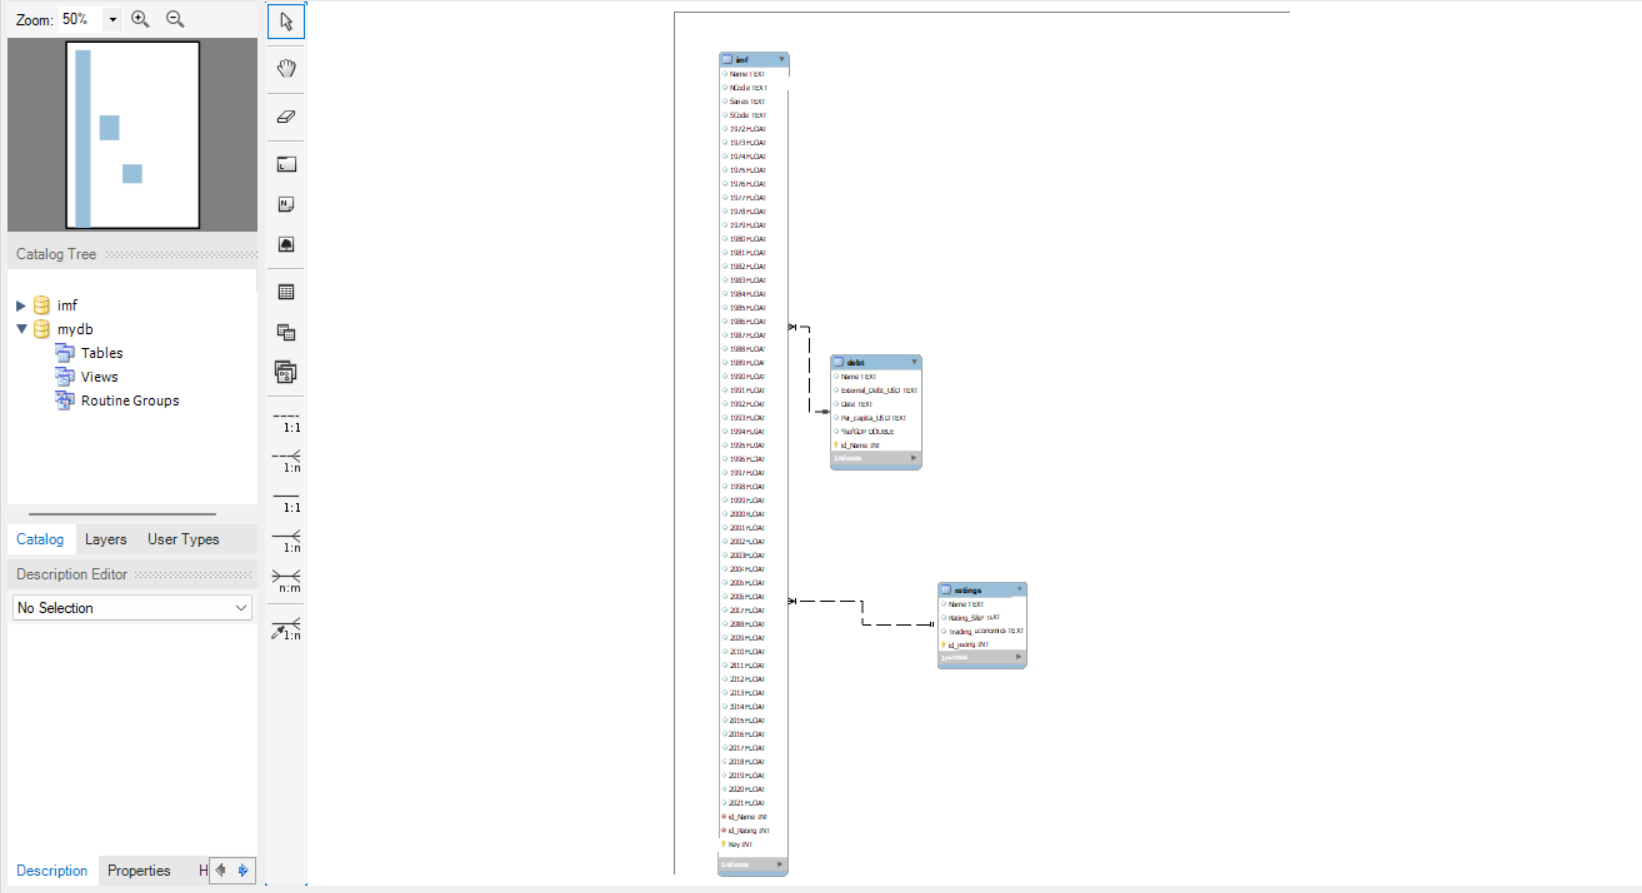 Zoom: 50%
Catalog Tree
imf
mydb
Tables
Views
Routine Groups
Catalog Layers User Types
Description Editor
No Selection
Description Properties H
1:1
1:n
1:1
1:n
n:m
1:n
imf
Name TEXT
NCode TEXT
Series TEXT
SCode TEXT
1972 FLOAT
1973 FLOAT
1974 FLOAT
1975 FLOAT
1976 FLOAT
1977 FLOAT
1978 FLOAT
1979 FLOAT
1980 FLOAT
1981 FLOAT
1982 FLOAT
1983 FLOAT
1984 FLOAT
1985 FLOAT
1986 FLOAT
1987 FLOAT
1988 FLOAT
1989 FLOAT
1990 FLOAT
1991 FLOAT
1992 FLOAT
1993 FLOAT
1994 FLOAT
1995 FLOAT
1996 FLOAT
1997 FLOAT
1998 FLOAT
1999 FLOAT
2000 FLOAT
2001 FLOAT
2002 FLOAT
2003 FLOAT
2004 FLOAT
2005 FLOAT
2006 FLOAT
2007 FLOAT
2008 FLOAT
2009 FLOAT
2010 FLOAT
2011 FLOAT
2012 FLOAT
2013 FLOAT
2014 FLOAT
2015 FLOAT
2016 FLOAT
2017 FLOAT
2018 FLOAT
2019 FLOAT
2020 FLOAT
2021 FLOAT
id_Name INT
id_Rating INT
Key INT
Indexes
debt
Name TEXT
External_Debt_USD TEXT
Date TEXT
Per_capita_USD TEXT
%ofGDP DOUBLE
id_Name INT
Indexes
ratings
Name TEXT
Rating_S&P TEXT
Trading_economics TEXT
id_rating INT
Indexes